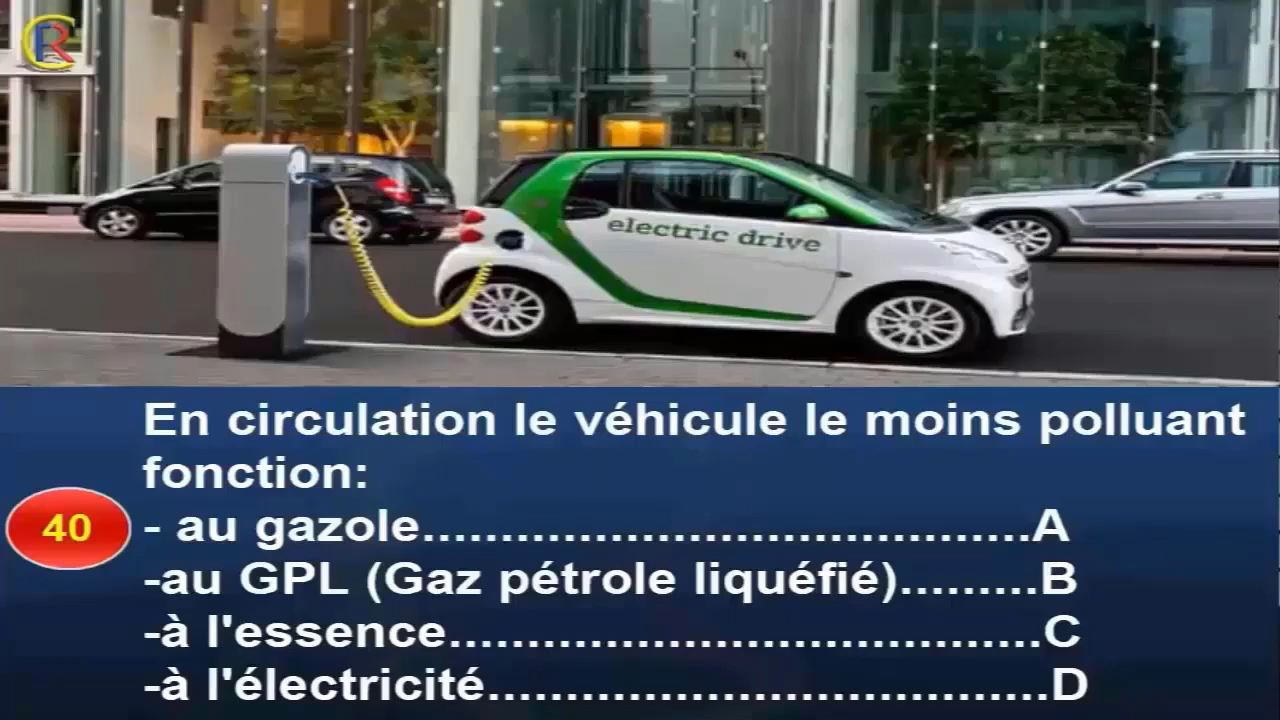 electric drive
En circulation le véhicule le moins polluant
fonction:
40
- au gazole.......................................A
-au GPL (Gaz pétrole liquéfié).........B
-à l'essence......................................C
-à l'électricité....................................D